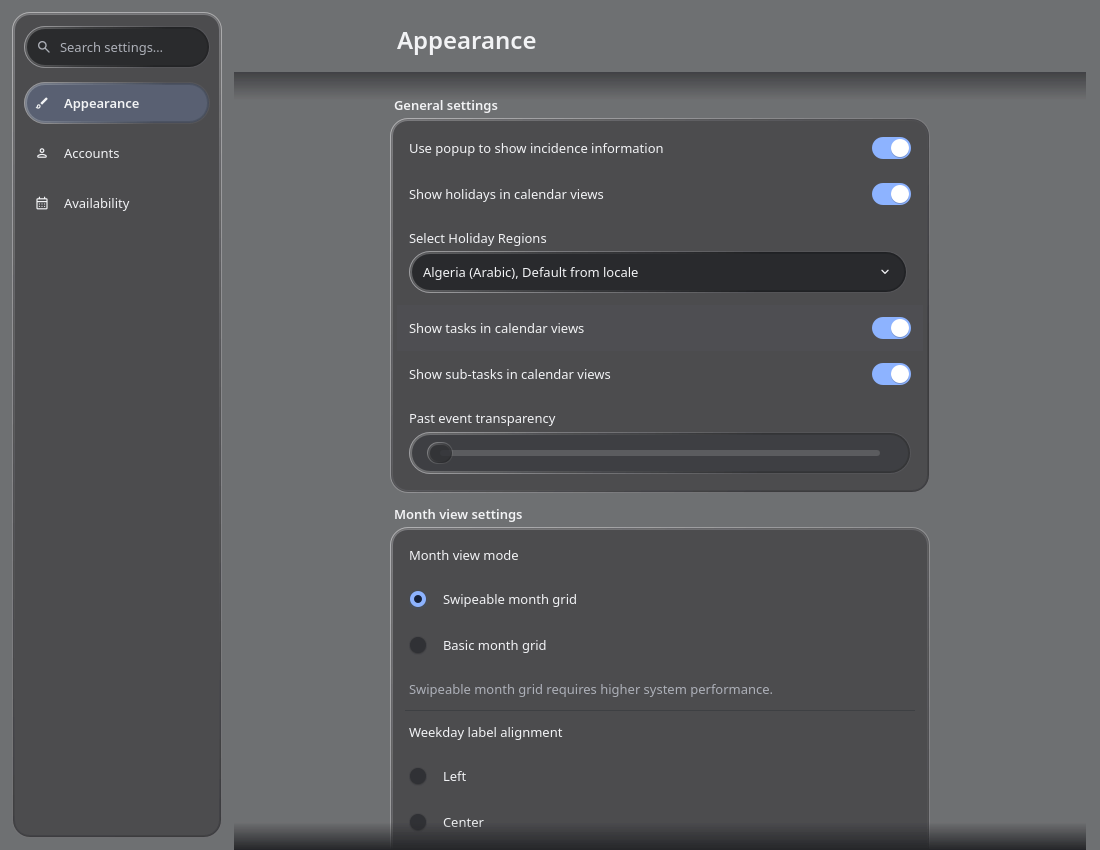 Search settings...
Appearance
Accounts
Availability
Appearance
General settings
Use popup to show incidence information
Show holidays in calendar views
Select Holiday Regions
Algeria (Arabic), Default from locale
Show tasks in calendar views
Show sub-tasks in calendar views
Past event transparency
Month view settings
Month view mode
Swipeable month grid
Basic month grid
Swipeable month grid requires higher system performance.
Weekday label alignment
Left
Center